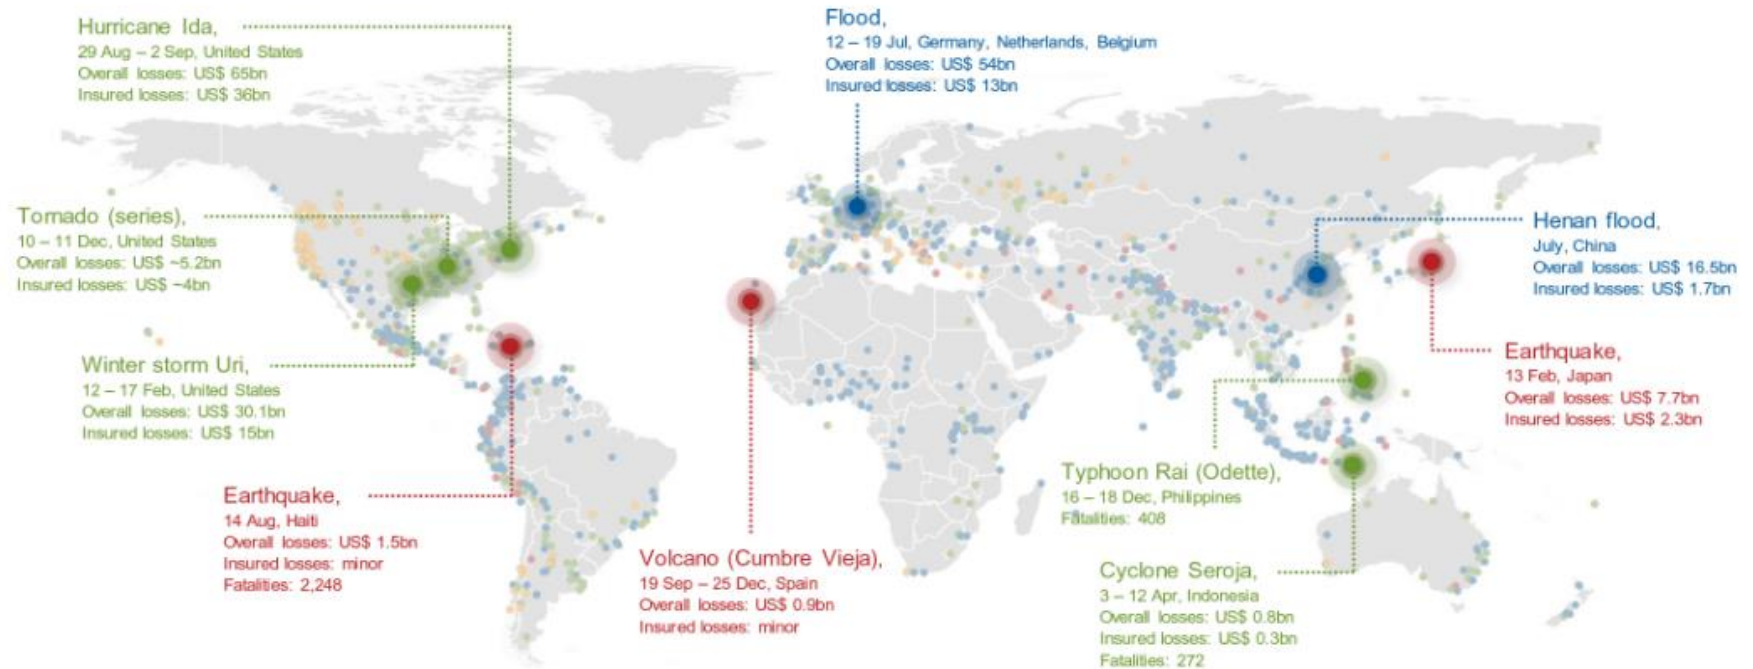 Hurricane Ida,
29 Aug – 2 Sep, United States
Overall losses: US$ 65bn
Insured losses: US$ 36bn
Flood,
12 – 19 Jul, Germany, Netherlands, Belgium
Overall losses: US$ 54bn
Insured losses: US$ 13bn
Tornado (series),
10 – 11 Dec, United States
Overall losses: US$ ~5.2bn
Insured losses: US$ ~4bn
Henan flood,
July, China
Overall losses: US$ 16.5bn
Insured losses: US$ 1.7bn
Winter storm Uri,
12 – 17 Feb, United States
Overall losses: US$ 30.1bn
Insured losses: US$ 15bn
Earthquake,
13 Feb, Japan
Overall losses: US$ 7.7bn
Insured losses: US$ 2.3bn
Earthquake,
14 Aug, Haiti
Overall losses: US$ 1.5bn
Insured losses: minor
Fatalities: 2,248
Volcano (Cumbre Vieja),
19 Sep – 25 Dec, Spain
Overall losses: US$ 0.9bn
Insured losses: minor
Typhoon Rai (Odette),
16 – 18 Dec, Philippines
Fatalities: 408
Cyclone Seroja,
3 – 12 Apr, Indonesia
Overall losses: US$ 0.8bn
Insured losses: US$ 0.3bn
Fatalities: 272